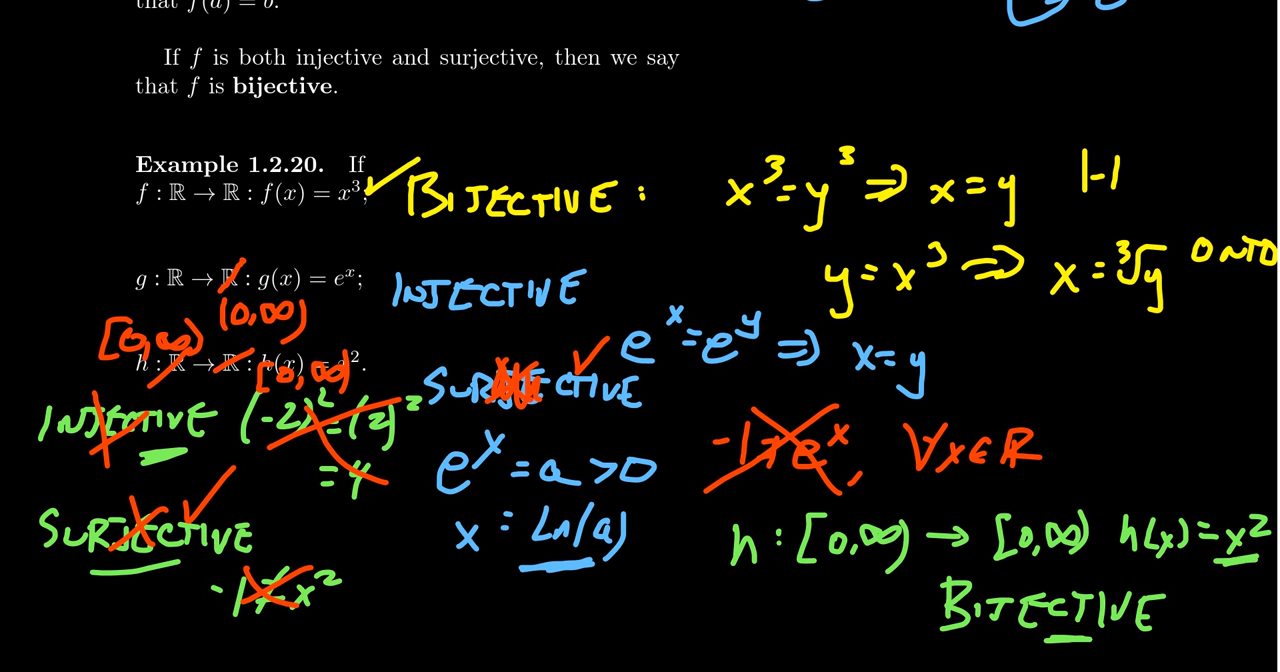 that f(a) = b.
If f is both injective and surjective, then we say
that f is bijective.
Example 1.2.20. If
f : ℝ → ℝ : f(x) = x³;
BIJECTIVE :
x³ = y³ ⇒ x = y
1-1
y = x³ ⇒ x = ∛y
ONTO
g : ℝ → ℝ : g(x) = eˣ;
(0,∞)
INJECTIVE
eˣ = eʸ ⇒ x = y
[0,∞)
h : ℝ → ℝ : h(x) = x².
[0,∞)
SURJECTIVE
INJECTIVE
(-2)² = (2)²
= 4
eˣ = a > 0
-1 ≠ eˣ, ∀x∈ℝ
SURJECTIVE
x = Ln(a)
h : [0,∞) → [0,∞) h(x) = x²
-1 ≠ x²
BIJECTIVE